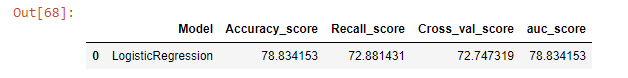 Out[68]:
Model Accuracy_score Recall_score Cross_val_score auc_score
0 LogisticRegression 78.834153 72.881431 72.747319 78.834153